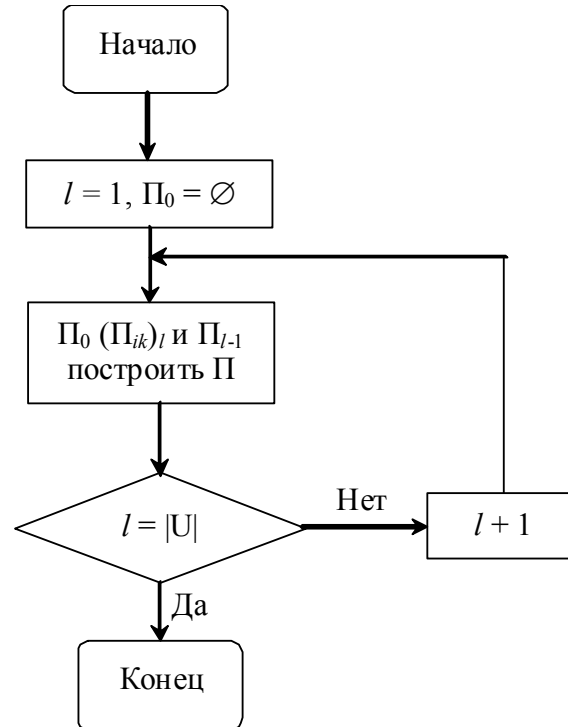 Начало
l = 1, П₀ = ∅
П₀ (Пᵢₖ)ₗ и Пₗ₋₁
построить П
l = |U|
Нет
l + 1
Да
Конец